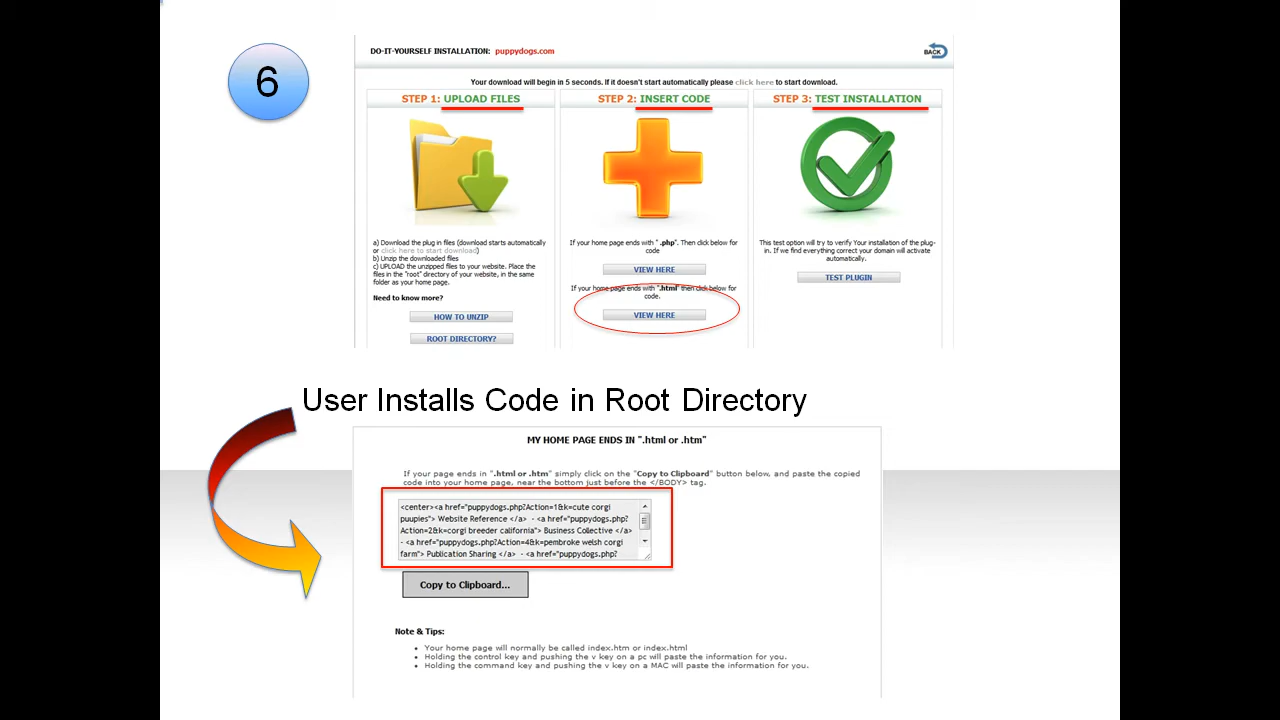 6
DO-IT-YOURSELF INSTALLATION: puppydogs.com
BACK
Your download will begin in 5 seconds. If it doesn't start automatically please click here to start download.
STEP 1: UPLOAD FILES
a) Download the plug in files (download starts automatically
or click here to start download)
b) Unzip the downloaded files
c) UPLOAD the unzipped files to your website. Place the
files in the "root" directory of your website, in the same
folder as your home page.
Need to know more?
HOW TO UNZIP
ROOT DIRECTORY?
STEP 2: INSERT CODE
If your home page ends with ".php". Then click below for
code
VIEW HERE
If your home page ends with ".html" then click below for
code.
VIEW HERE
STEP 3: TEST INSTALLATION
This test option will try to verify Your installation of the plug-
in. If we find everything correct your domain will activate
automatically.
TEST PLUGIN
User Installs Code in Root Directory
MY HOME PAGE ENDS IN ".html or .htm"
If your page ends in ".html or .htm" simply click on the "Copy to Clipboard" button below, and paste the copied
code into your home page, near the bottom just before the </BODY> tag.
<center><a href="puppydogs.php?Action=1&k=cute corgi
puupies"> Website Reference </a> - <a href="puppydogs.php?
Action=2&k=corgi breeder california"> Business Collective </a>
- <a href="puppydogs.php?Action=4&k=pembroke welsh corgi
farm"> Publication Sharing </a> - <a href="puppydogs.php?
Copy to Clipboard...
Note & Tips:
• Your home page will normally be called index.htm or index.html
• Holding the control key and pushing the v key on a pc will paste the information for you.
• Holding the command key and pushing the v key on a MAC will paste the information for you.